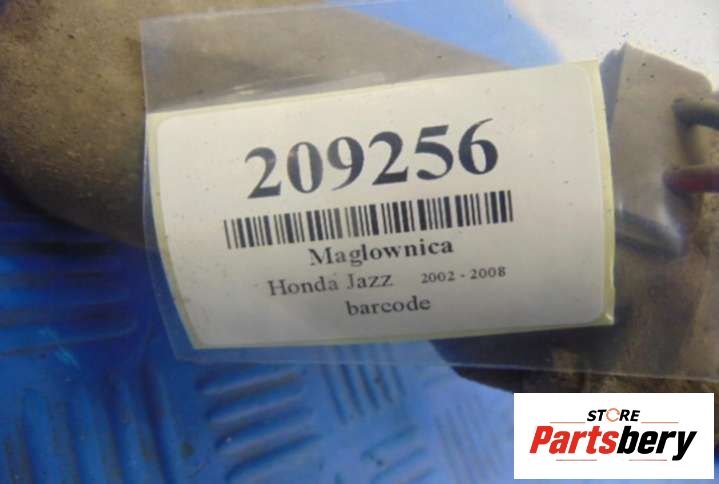 209256
Maglownica
Honda Jazz 2002 - 2008
barcode
STORE
Partsbery